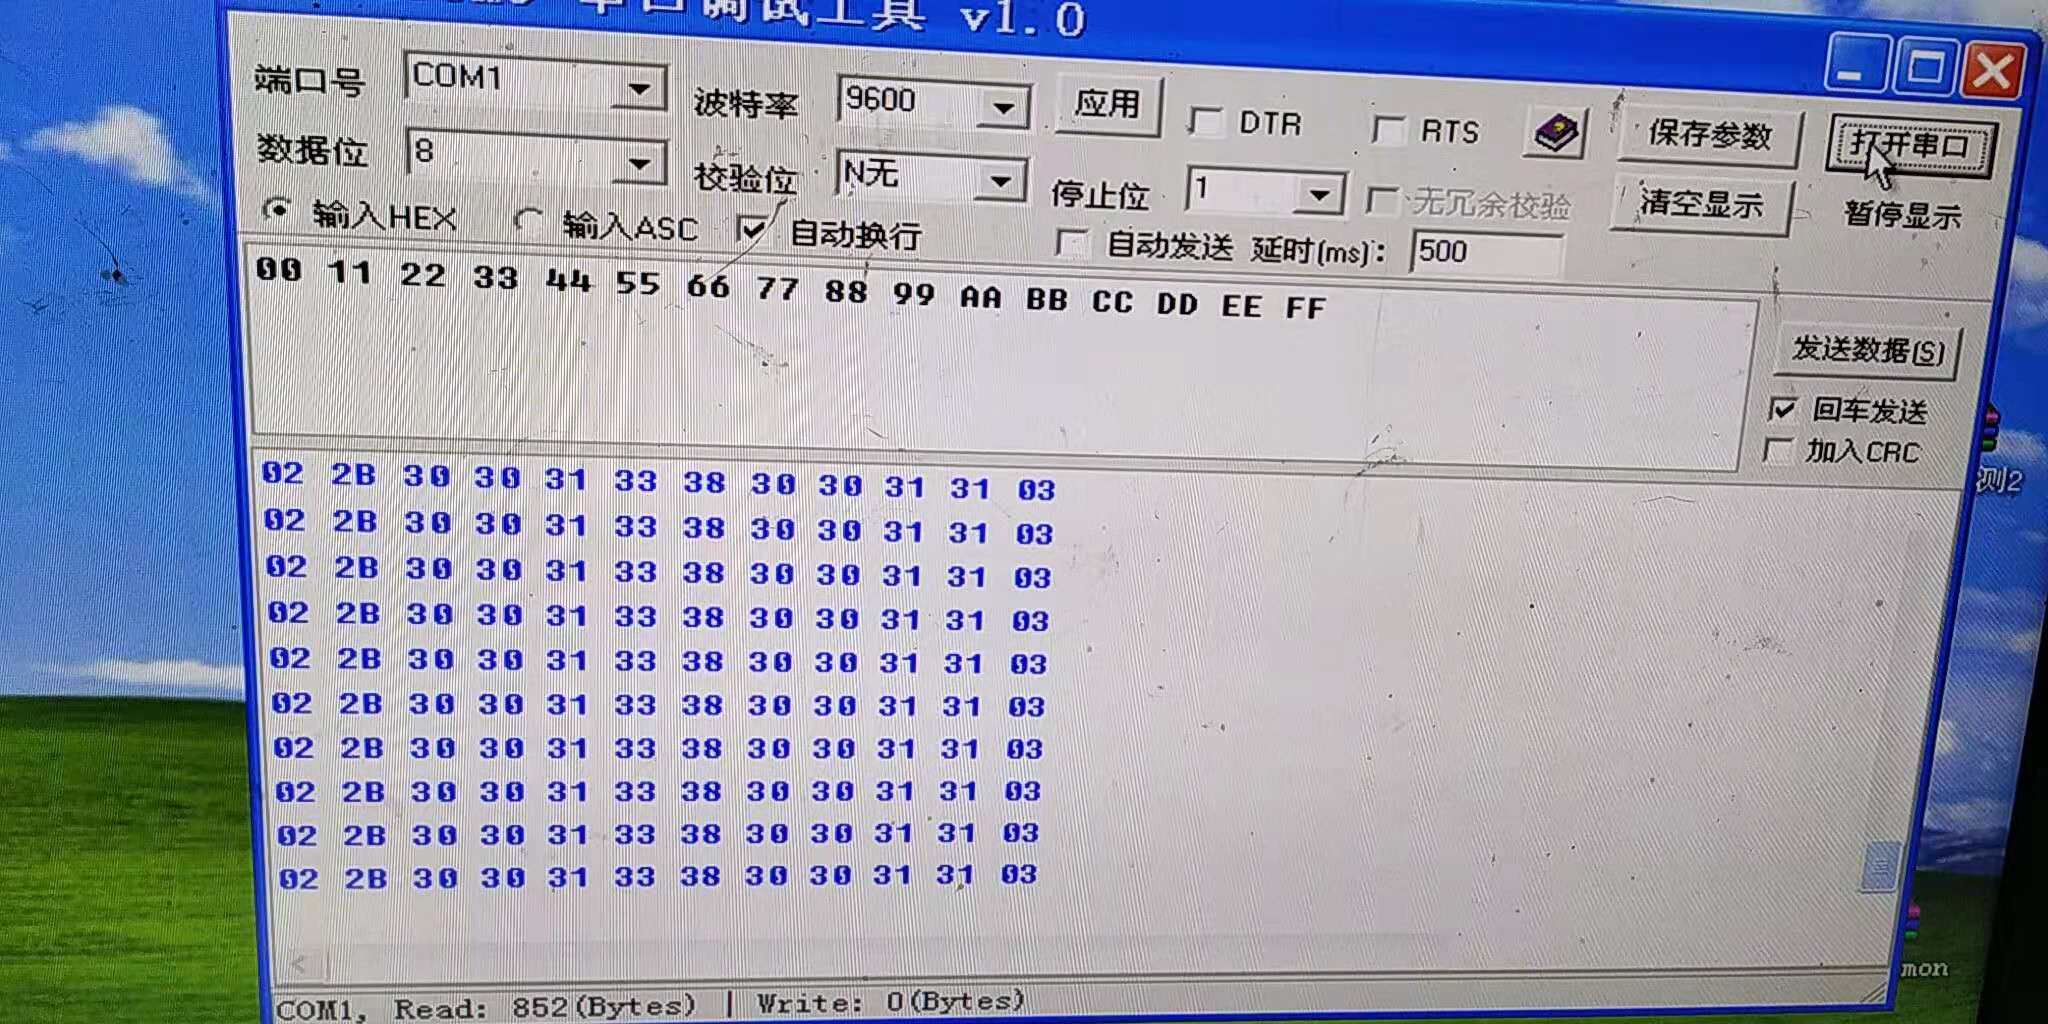 串口调试工具 v1.0
端口号 COM1 波特率 9600 应用 DTR RTS 保存参数 打开串口
数据位 8 校验位 N无 停止位 1 无冗余校验 清空显示 暂停显示
输入HEX 输入ASC 自动换行 自动发送 延时(ms): 500
00 11 22 33 44 55 66 77 88 99 AA BB CC DD EE FF
发送数据(S)
回车发送
加入CRC
测2
02 2B 30 30 31 33 38 30 30 31 31 03
02 2B 30 30 31 33 38 30 30 31 31 03
02 2B 30 30 31 33 38 30 30 31 31 03
02 2B 30 30 31 33 38 30 30 31 31 03
02 2B 30 30 31 33 38 30 30 31 31 03
02 2B 30 30 31 33 38 30 30 31 31 03
02 2B 30 30 31 33 38 30 30 31 31 03
02 2B 30 30 31 33 38 30 30 31 31 03
02 2B 30 30 31 33 38 30 30 31 31 03
02 2B 30 30 31 33 38 30 30 31 31 03
mon
COM1, Read: 852(Bytes) | Write: 0(Bytes)